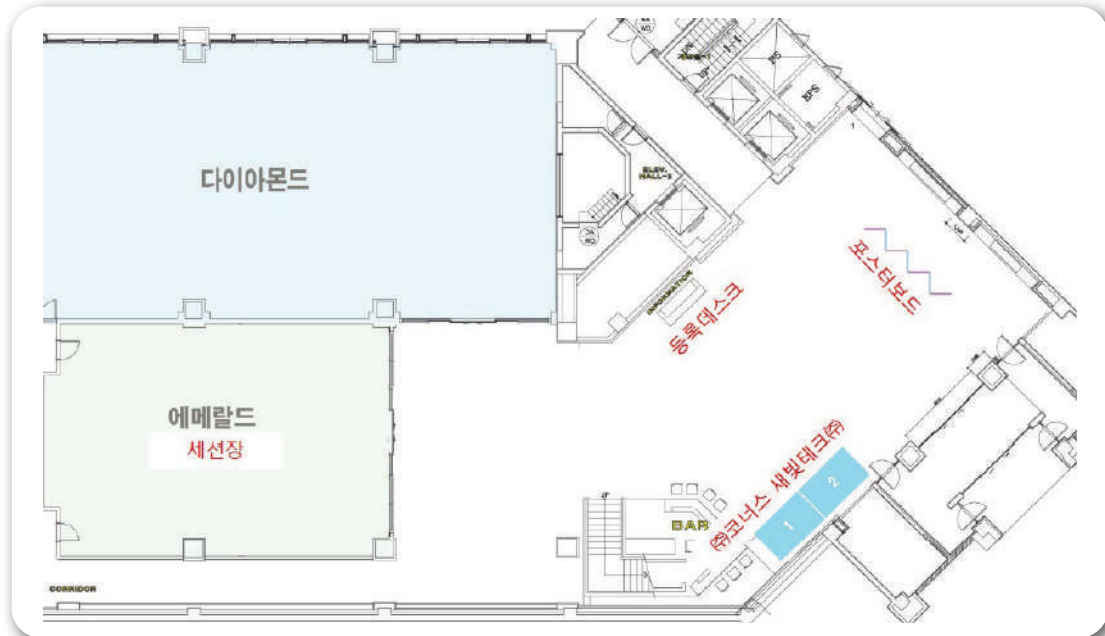 다이아몬드
ELEV.
HALL-2
EPS
INFORMATION
등록데스크
포스터보드
에메랄드
세션장
㈜코너스 새빛테크㈜
1
2
BAR
CORRIDOR